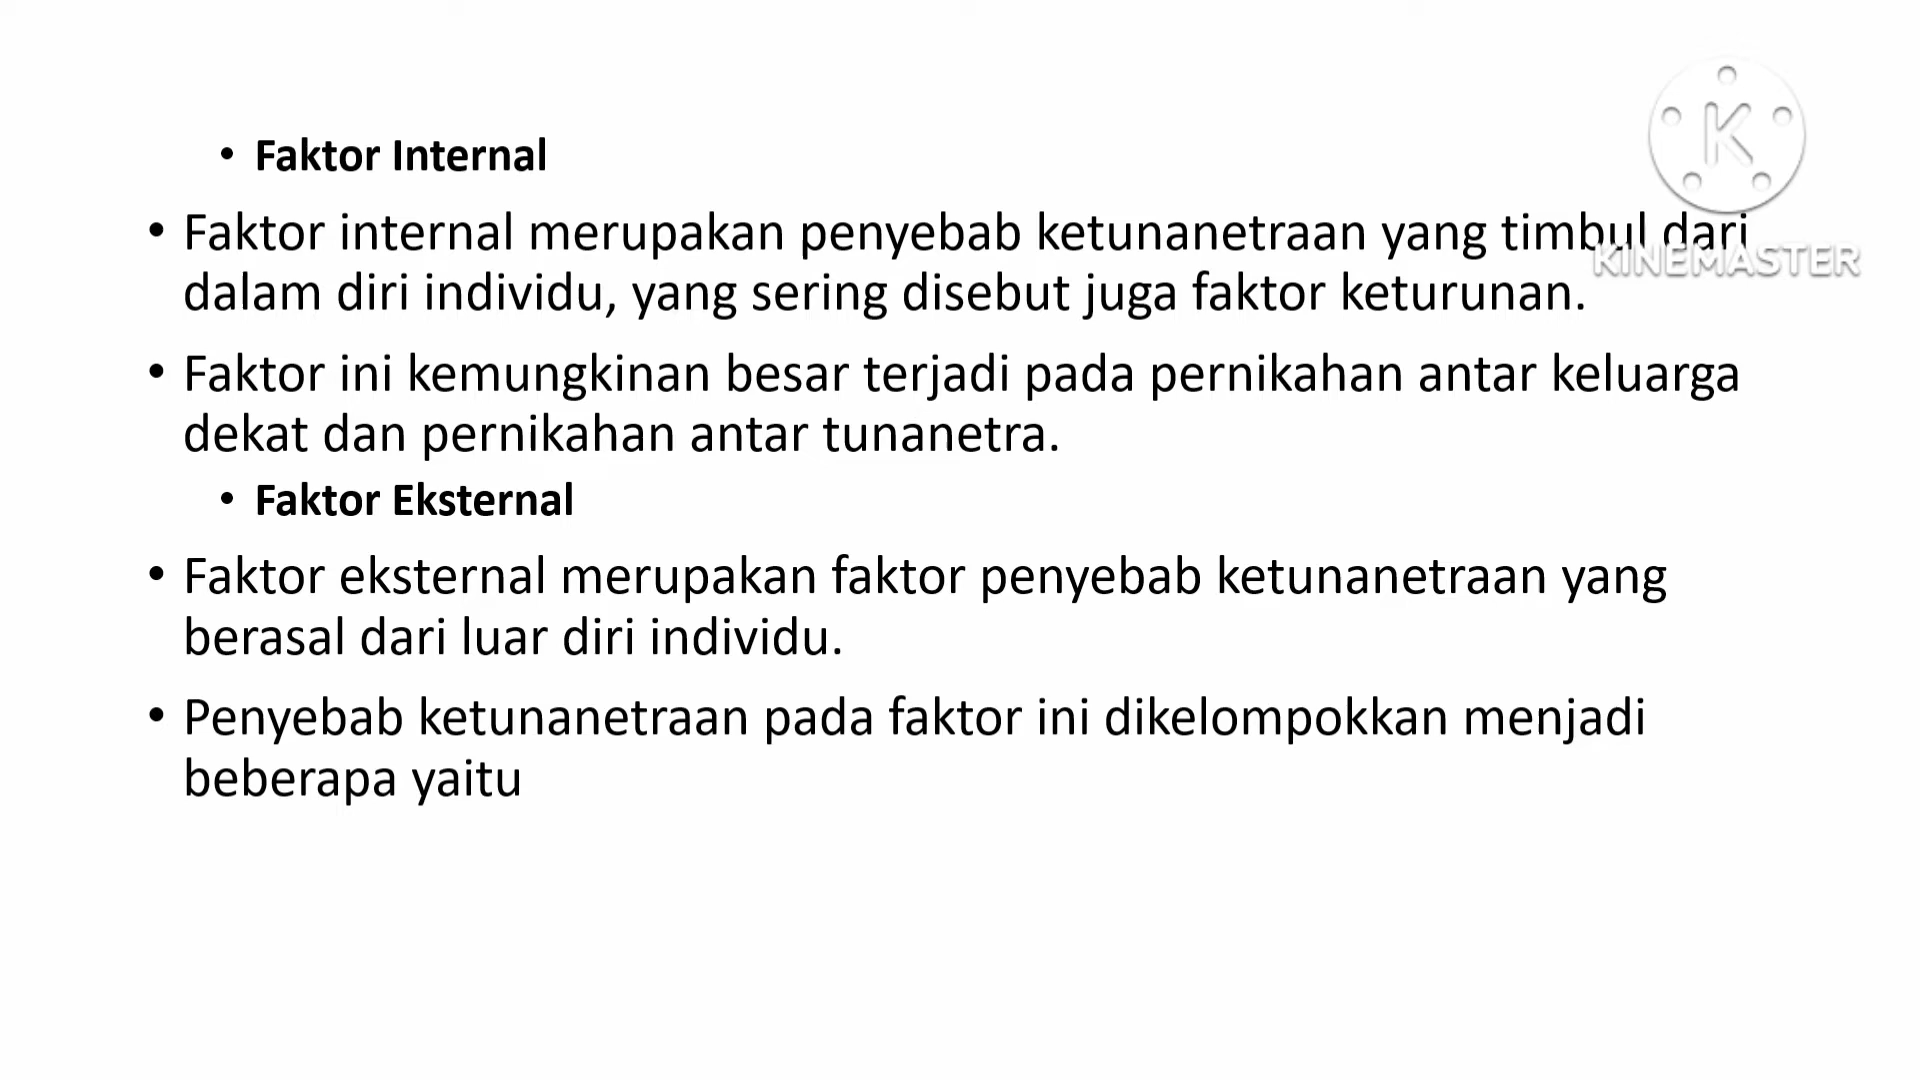 • Faktor Internal
• Faktor internal merupakan penyebab ketunanetraan yang timbul dari
dalam diri individu, yang sering disebut juga faktor keturunan.
• Faktor ini kemungkinan besar terjadi pada pernikahan antar keluarga
dekat dan pernikahan antar tunanetra.
• Faktor Eksternal
• Faktor eksternal merupakan faktor penyebab ketunanetraan yang
berasal dari luar diri individu.
• Penyebab ketunanetraan pada faktor ini dikelompokkan menjadi
beberapa yaitu
K
KINEMASTER